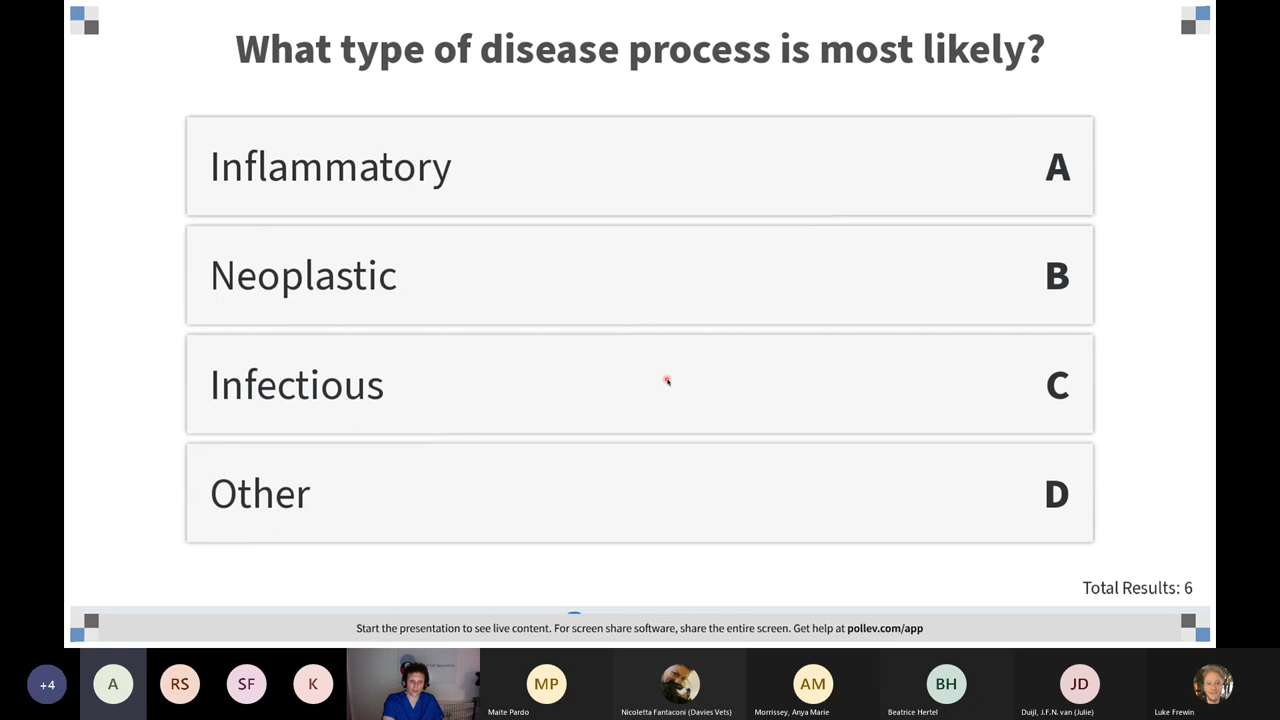 What type of disease process is most likely?
Inflammatory A
Neoplastic B
Infectious C
Other D
Total Results: 6
Start the presentation to see live content. For screen share software, share the entire screen. Get help at pollev.com/app
+4 A RS SF K MP AM BH JD
Maite Pardo Nicoletta Fantaconi (Davies Vets) Morrissey, Anya Marie Beatrice Hertel Duijl, J.F.N. van (Julie) Luke Frewin